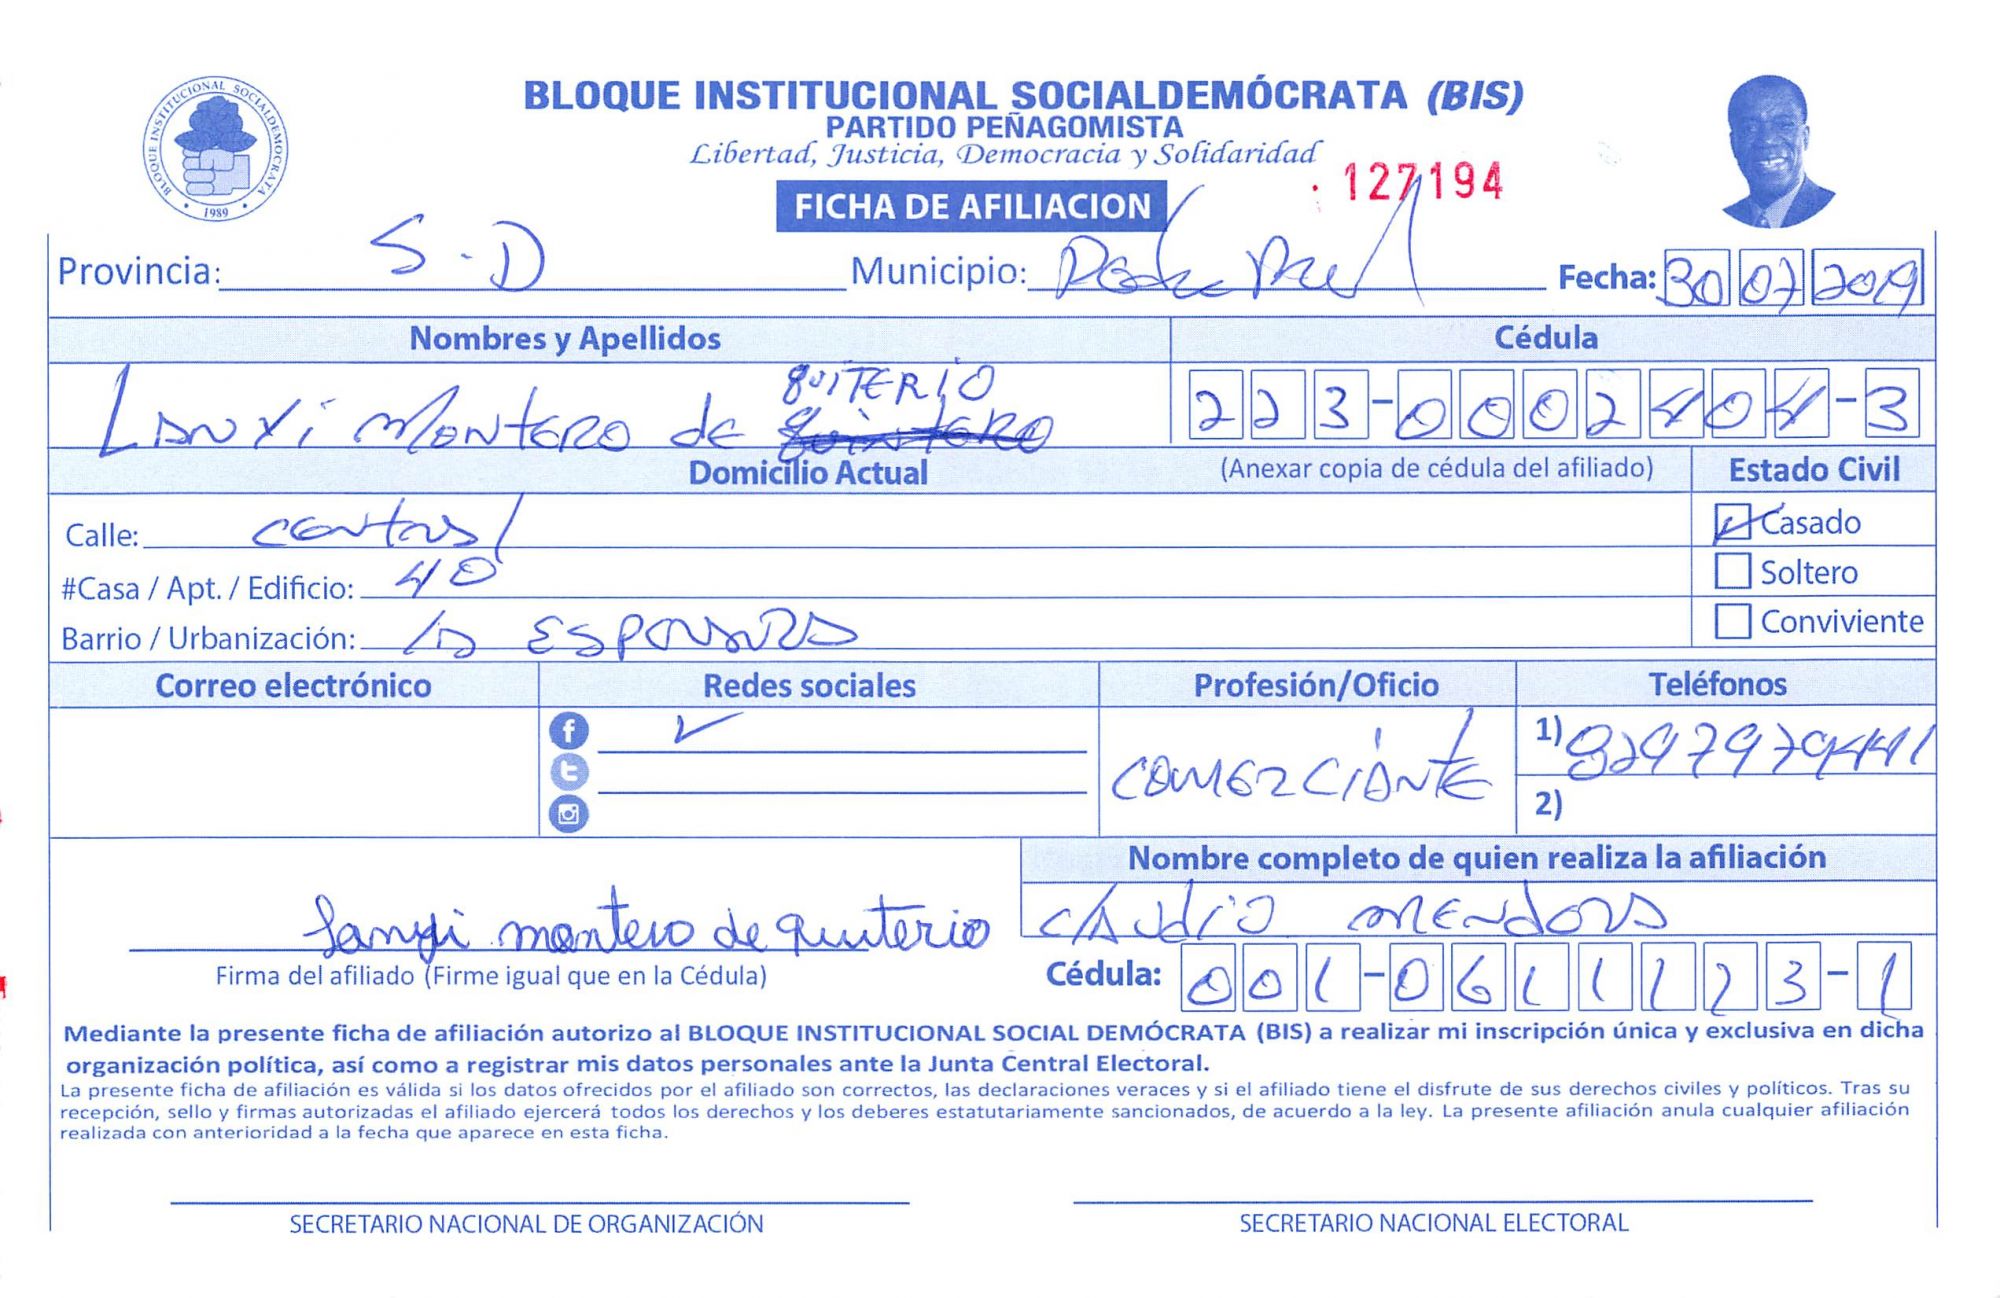 BLOQUE INSTITUCIONAL SOCIALDEMÓCRATA (BIS)
PARTIDO PEÑAGOMISTA
Libertad, Justicia, Democracia y Solidaridad
BLOQUE INSTITUCIONAL SOCIALDEMOCRATA
1989
127194
FICHA DE AFILIACION
Provincia: S.D Municipio: Fecha: 30 07 2019
Nombres y Apellidos Cédula
QUITERIO
LANYi MONTERO de 223-0002404-3
Domicilio Actual (Anexar copia de cédula del afiliado) Estado Civil
Calle: central Casado
#Casa / Apt. / Edificio: 40 Soltero
Barrio / Urbanización: LA ESPERANZA Conviviente
Correo electrónico Redes sociales Profesión/Oficio Teléfonos
COMERCIANTE 1) 8297979441
2)
Nombre completo de quien realiza la afiliación
Lanyi montero de quiterio CLAUDIO MENDOZA
Firma del afiliado (Firme igual que en la Cédula) Cédula: 001-0611123-1
Mediante la presente ficha de afiliación autorizo al BLOQUE INSTITUCIONAL SOCIAL DEMÓCRATA (BIS) a realizar mi inscripción única y exclusiva en dicha
organización política, así como a registrar mis datos personales ante la Junta Central Electoral.
La presente ficha de afiliación es válida si los datos ofrecidos por el afiliado son correctos, las declaraciones veraces y si el afiliado tiene el disfrute de sus derechos civiles y políticos. Tras su
recepción, sello y firmas autorizadas el afiliado ejercerá todos los derechos y los deberes estatutariamente sancionados, de acuerdo a la ley. La presente afiliación anula cualquier afiliación
realizada con anterioridad a la fecha que aparece en esta ficha.
SECRETARIO NACIONAL DE ORGANIZACIÓN SECRETARIO NACIONAL ELECTORAL